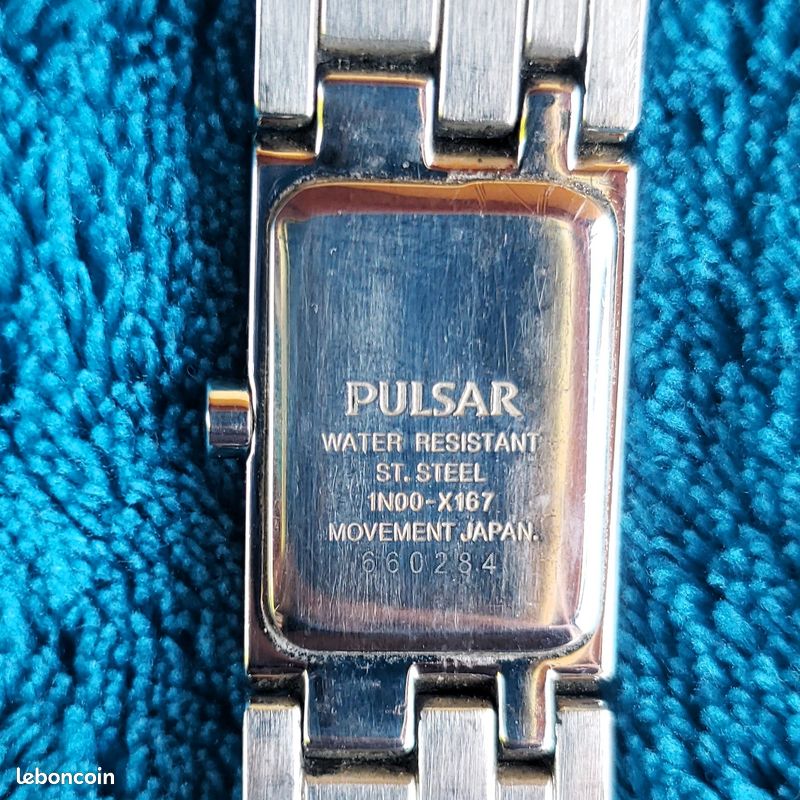 PULSAR
WATER RESISTANT
ST. STEEL
1N00-X167
MOVEMENT JAPAN.
660284
leboncoin